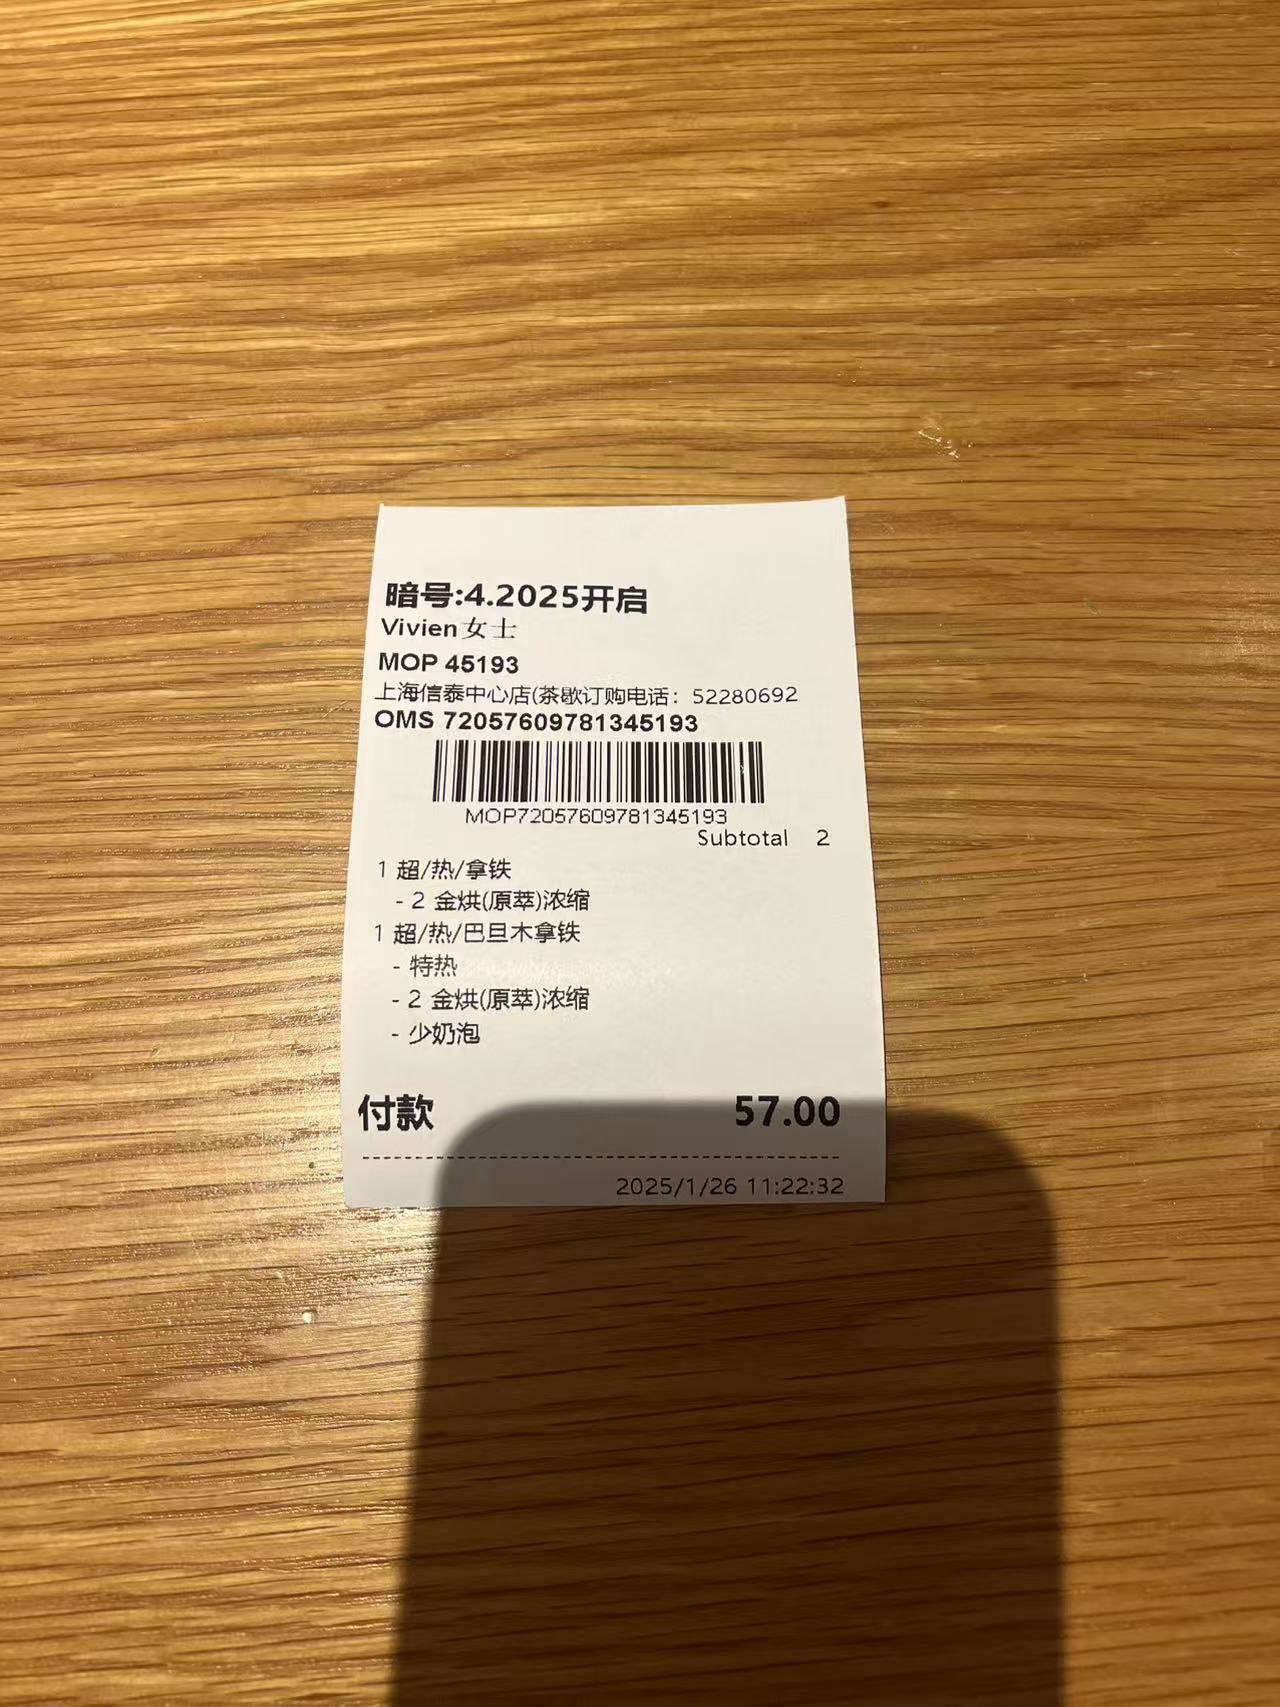 暗号:4.2025开启
Vivien女士
MOP 45193
上海信泰中心店(茶歇订购电话：52280692
OMS 72057609781345193
MOP72057609781345193
Subtotal 2
1 超/热/拿铁
- 2 金烘(原萃)浓缩
1 超/热/巴旦木拿铁
- 特热
- 2 金烘(原萃)浓缩
- 少奶泡
付款 57.00
2025/1/26 11:22:32